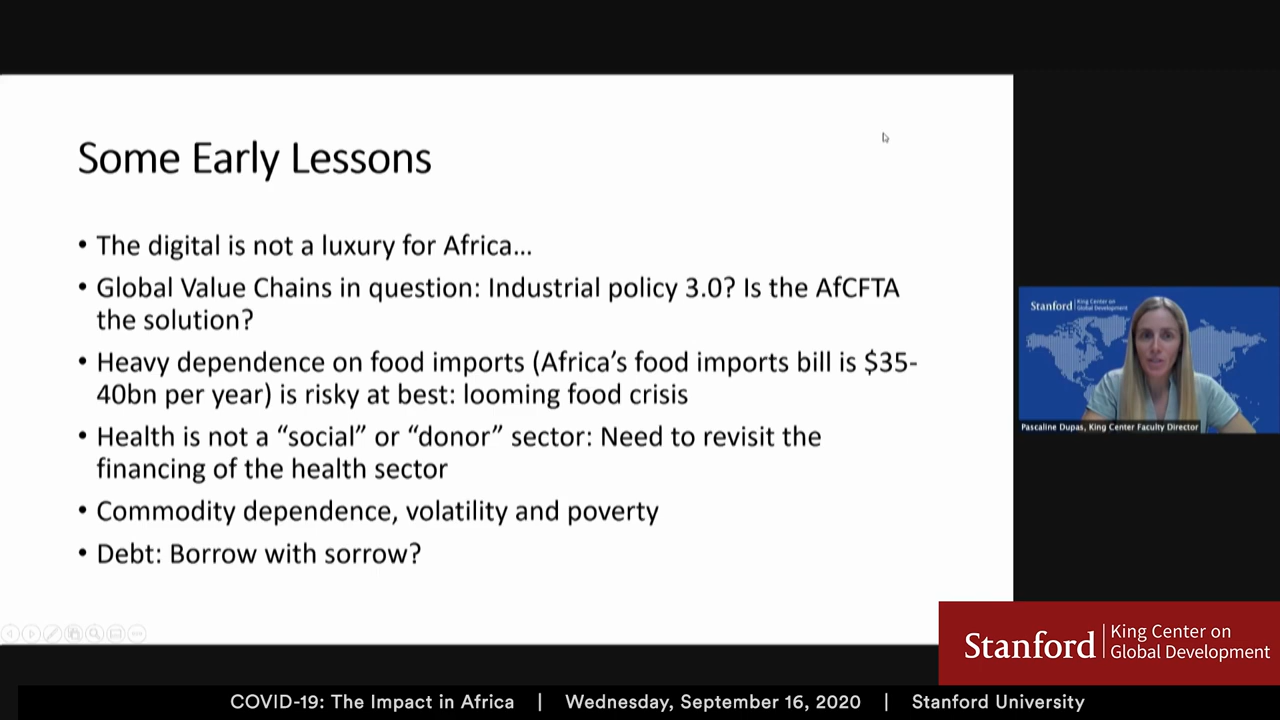 Some Early Lessons
• The digital is not a luxury for Africa...
• Global Value Chains in question: Industrial policy 3.0? Is the AfCFTA
the solution?
• Heavy dependence on food imports (Africa's food imports bill is $35-
40bn per year) is risky at best: looming food crisis
• Health is not a “social” or “donor” sector: Need to revisit the
financing of the health sector
• Commodity dependence, volatility and poverty
• Debt: Borrow with sorrow?
Stanford | King Center on
Global Development
Pascaline Dupas, King Center Faculty Director
Stanford | King Center on
Global Development
COVID-19: The Impact in Africa | Wednesday, September 16, 2020 | Stanford University